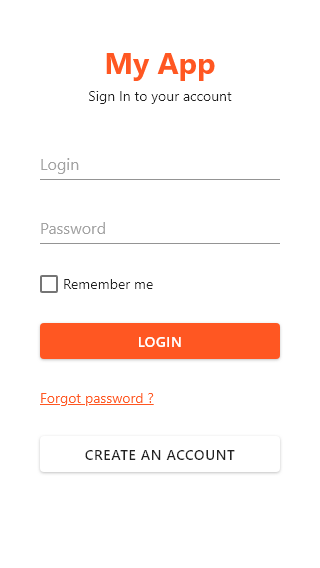 My App
Sign In to your account
Login
Password
Remember me
LOGIN
Forgot password ?
CREATE AN ACCOUNT